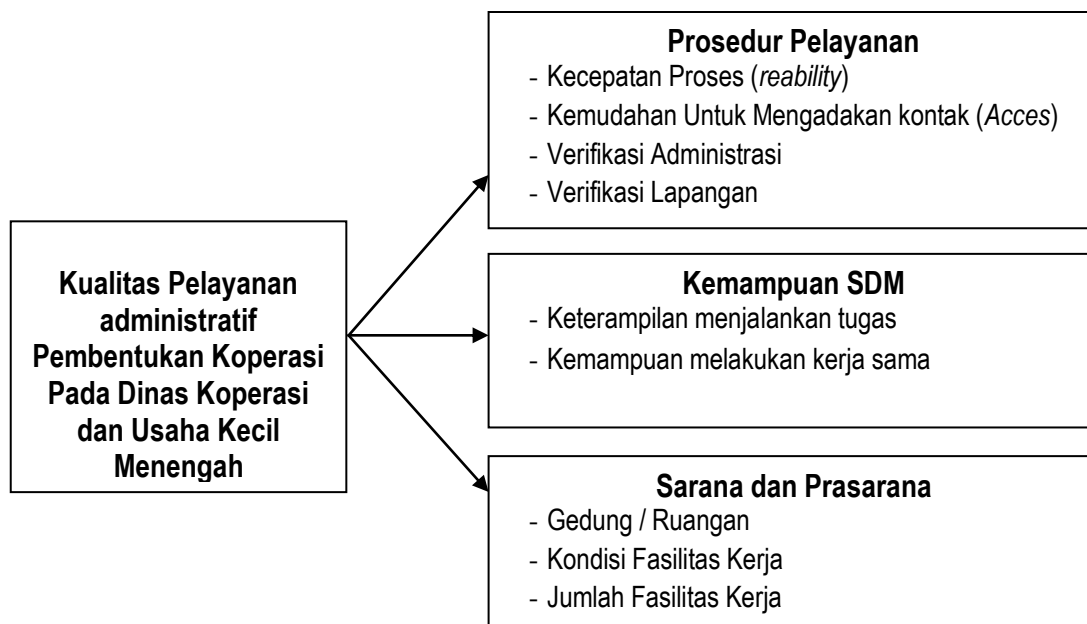 Prosedur Pelayanan
- Kecepatan Proses (reability)
- Kemudahan Untuk Mengadakan kontak (Acces)
- Verifikasi Administrasi
- Verifikasi Lapangan
Kualitas Pelayanan
administratif
Pembentukan Koperasi
Pada Dinas Koperasi
dan Usaha Kecil
Menengah
Kemampuan SDM
- Keterampilan menjalankan tugas
- Kemampuan melakukan kerja sama
Sarana dan Prasarana
- Gedung / Ruangan
- Kondisi Fasilitas Kerja
- Jumlah Fasilitas Kerja